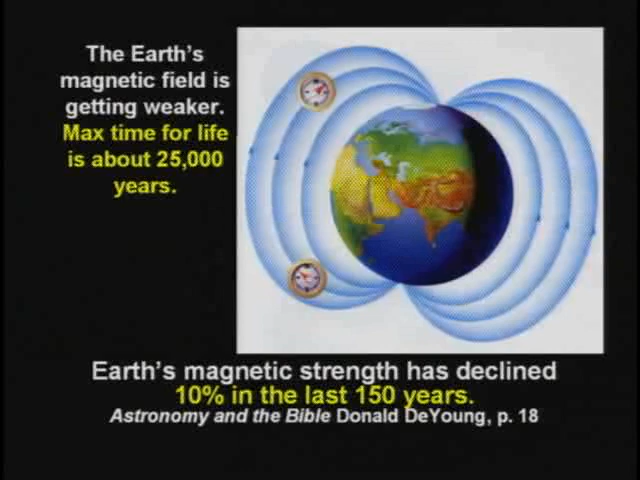 The Earth's
magnetic field is
getting weaker.
Max time for life
is about 25,000
years.
Earth's magnetic strength has declined
10% in the last 150 years.
Astronomy and the Bible Donald DeYoung, p. 18